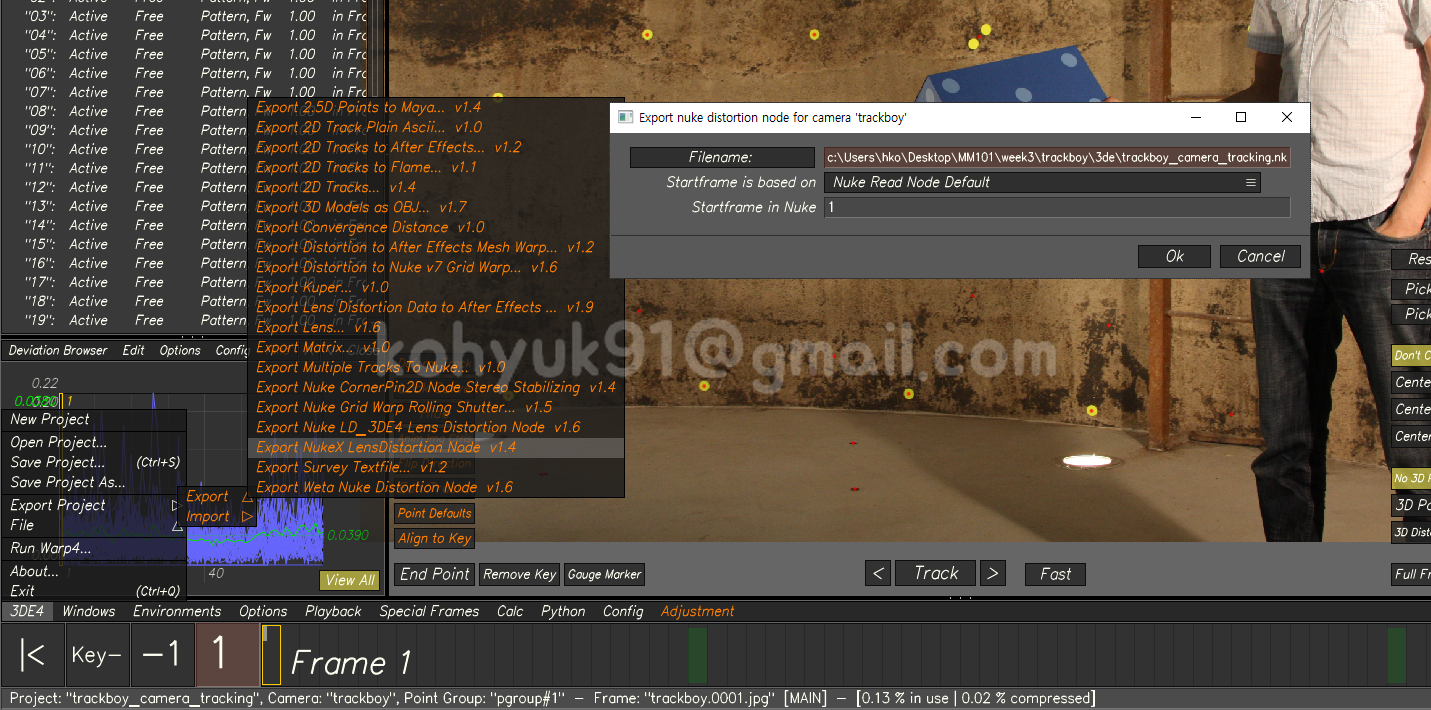 "03": Active Free Pattern, Fw 1.00 in Fr
"04": Active Free Pattern, Fw 1.00 in Fr
"05": Active Free Pattern, Fw 1.00 in Fr
"06": Active Free Pattern, Fw 1.00 in Fr
"07": Active Free Pattern, Fw 1.00 in Fr
"08": Active Free Pattern,
"09": Active Free Pattern,
"10": Active Free Pattern,
"11": Active Free Pattern,
"12": Active Free Pattern,
"13": Active Free Pattern,
"14": Active Free Pattern,
"15": Active Free Pattern,
"16": Active Free Pattern,
"17": Active Free Pattern,
"18": Active Free Pattern,
"19": Active Free Pattern,
Export 2.5D Points to Maya... v1.4
Export 2D Track Plain Ascii... v1.0
Export 2D Tracks to After Effects... v1.2
Export 2D Tracks to Flame... v1.1
Export 2D Tracks... v1.4
Export 3D Models as OBJ... v1.7
Export Convergence Distance v1.0
Export Distortion to After Effects Mesh Warp... v1.2
Export Distortion to Nuke v7 Grid Warp... v1.6
Export Kuper... v1.0
Export Lens Distortion Data to After Effects ... v1.9
Export Lens... v1.6
Export Matrix... v1.0
Export Multiple Tracks To Nuke... v1.0
Export Nuke CornerPin2D Node Stereo Stabilizing v1.4
Export Nuke Grid Warp Rolling Shutter... v1.5
Export Nuke LD_3DE4 Lens Distortion Node v1.6
Export NukeX LensDistortion Node v1.4
Export Survey Textfile... v1.2
Export Weta Nuke Distortion Node v1.6
Export nuke distortion node for camera 'trackboy'
Filename: c:\Users\hko\Desktop\MM101\week3\trackboy\3de\trackboy_camera_tracking.nk
Startframe is based on Nuke Read Node Default
Startframe in Nuke 1
Ok Cancel
kohyuk91@gmail.com
Deviation Browser Edit Options Config
0.22
0.0380 1
New Project
Open Project...
Save Project... (Ctrl+S)
Save Project As...
Export Project
File
Run Warp4...
About...
Exit (Ctrl+Q)
Export
Import
0.0390
40
View All
Point Defaults
Align to Key
End Point Remove Key Gauge Marker
< Track > Fast
Res
Pick
Pick
Don't C
Center
Center
Center
No 3D P
3D Po
3D Dist
Full Fr
3DE4 Windows Environments Options Playback Special Frames Calc Python Config Adjustment
|< Key- -1 1 Frame 1
Project: "trackboy_camera_tracking", Camera: "trackboy", Point Group: "pgroup#1" - Frame: "trackboy.0001.jpg" [MAIN] - [0.13 % in use | 0.02 % compressed]